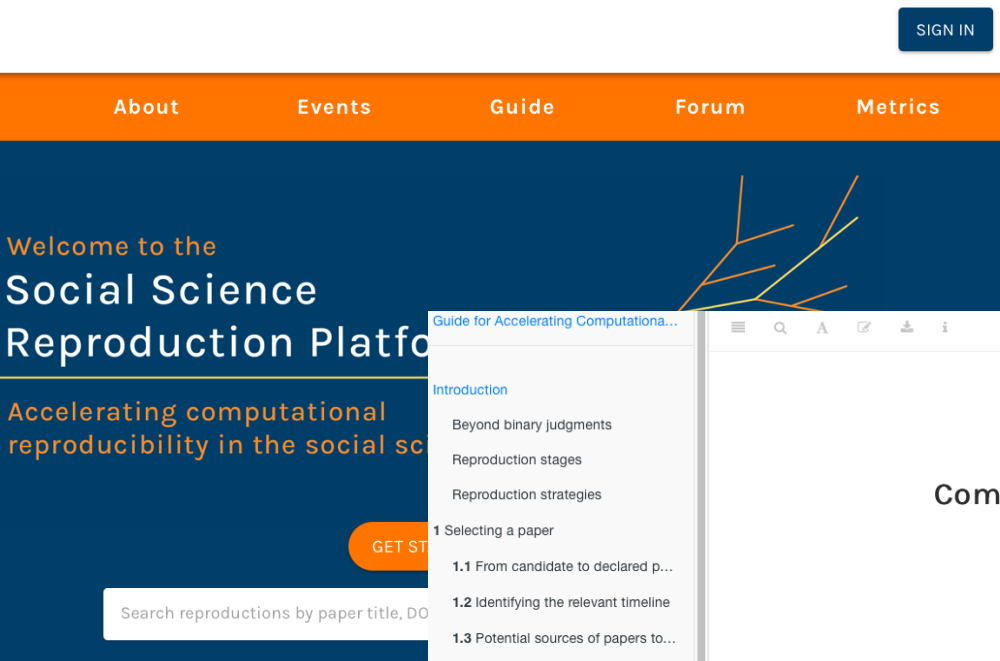 SIGN IN
About Events Guide Forum Metrics
Welcome to the
Social Science
Reproduction Platfo
Accelerating computational
reproducibility in the social sci
GET ST
Search reproductions by paper title, DO
Guide for Accelerating Computationa…
Introduction
Beyond binary judgments
Reproduction stages
Reproduction strategies
1 Selecting a paper
1.1 From candidate to declared p…
1.2 Identifying the relevant timeline
1.3 Potential sources of papers to…
Com